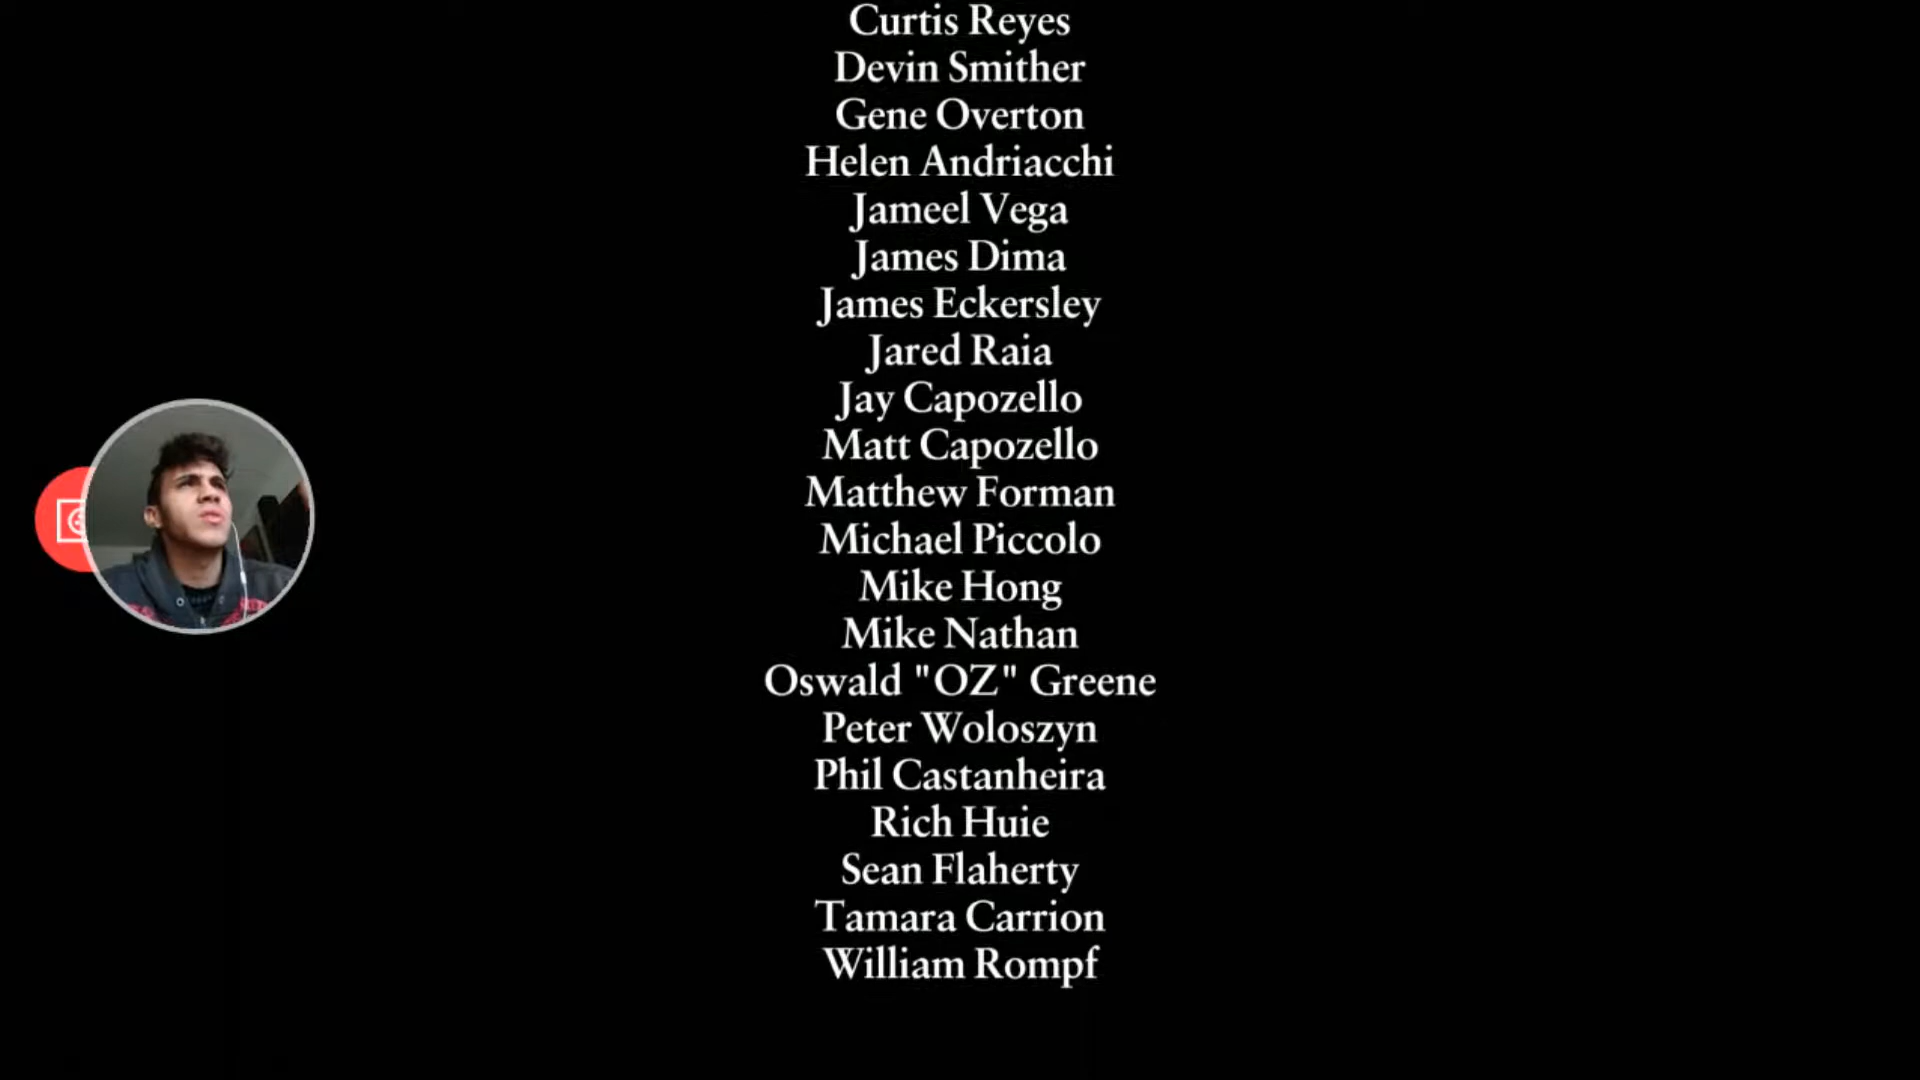 Curtis Reyes
Devin Smither
Gene Overton
Helen Andriacchi
Jameel Vega
James Dima
James Eckersley
Jared Raia
Jay Capozello
Matt Capozello
Matthew Forman
Michael Piccolo
Mike Hong
Mike Nathan
Oswald "OZ" Greene
Peter Woloszyn
Phil Castanheira
Rich Huie
Sean Flaherty
Tamara Carrion
William Rompf